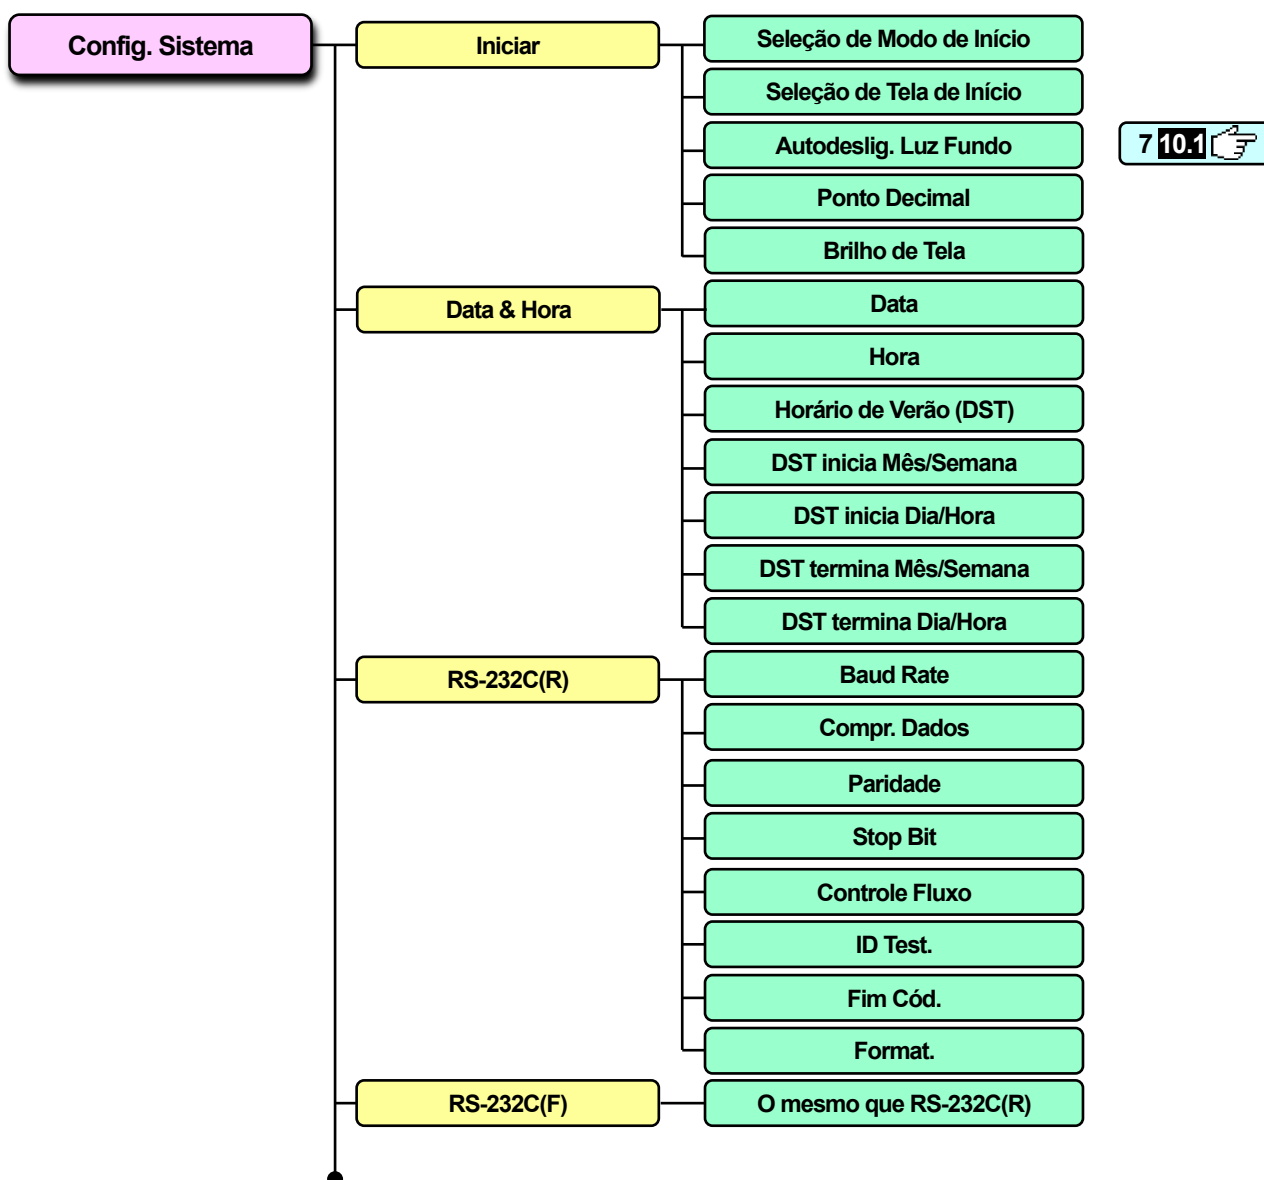 Config. Sistema
Iniciar
Seleção de Modo de Início
Seleção de Tela de Início
Autodeslig. Luz Fundo
7 10.1
Ponto Decimal
Brilho de Tela
Data & Hora
Data
Hora
Horário de Verão (DST)
DST inicia Mês/Semana
DST inicia Dia/Hora
DST termina Mês/Semana
DST termina Dia/Hora
RS-232C(R)
Baud Rate
Compr. Dados
Paridade
Stop Bit
Controle Fluxo
ID Test.
Fim Cód.
Format.
RS-232C(F)
O mesmo que RS-232C(R)